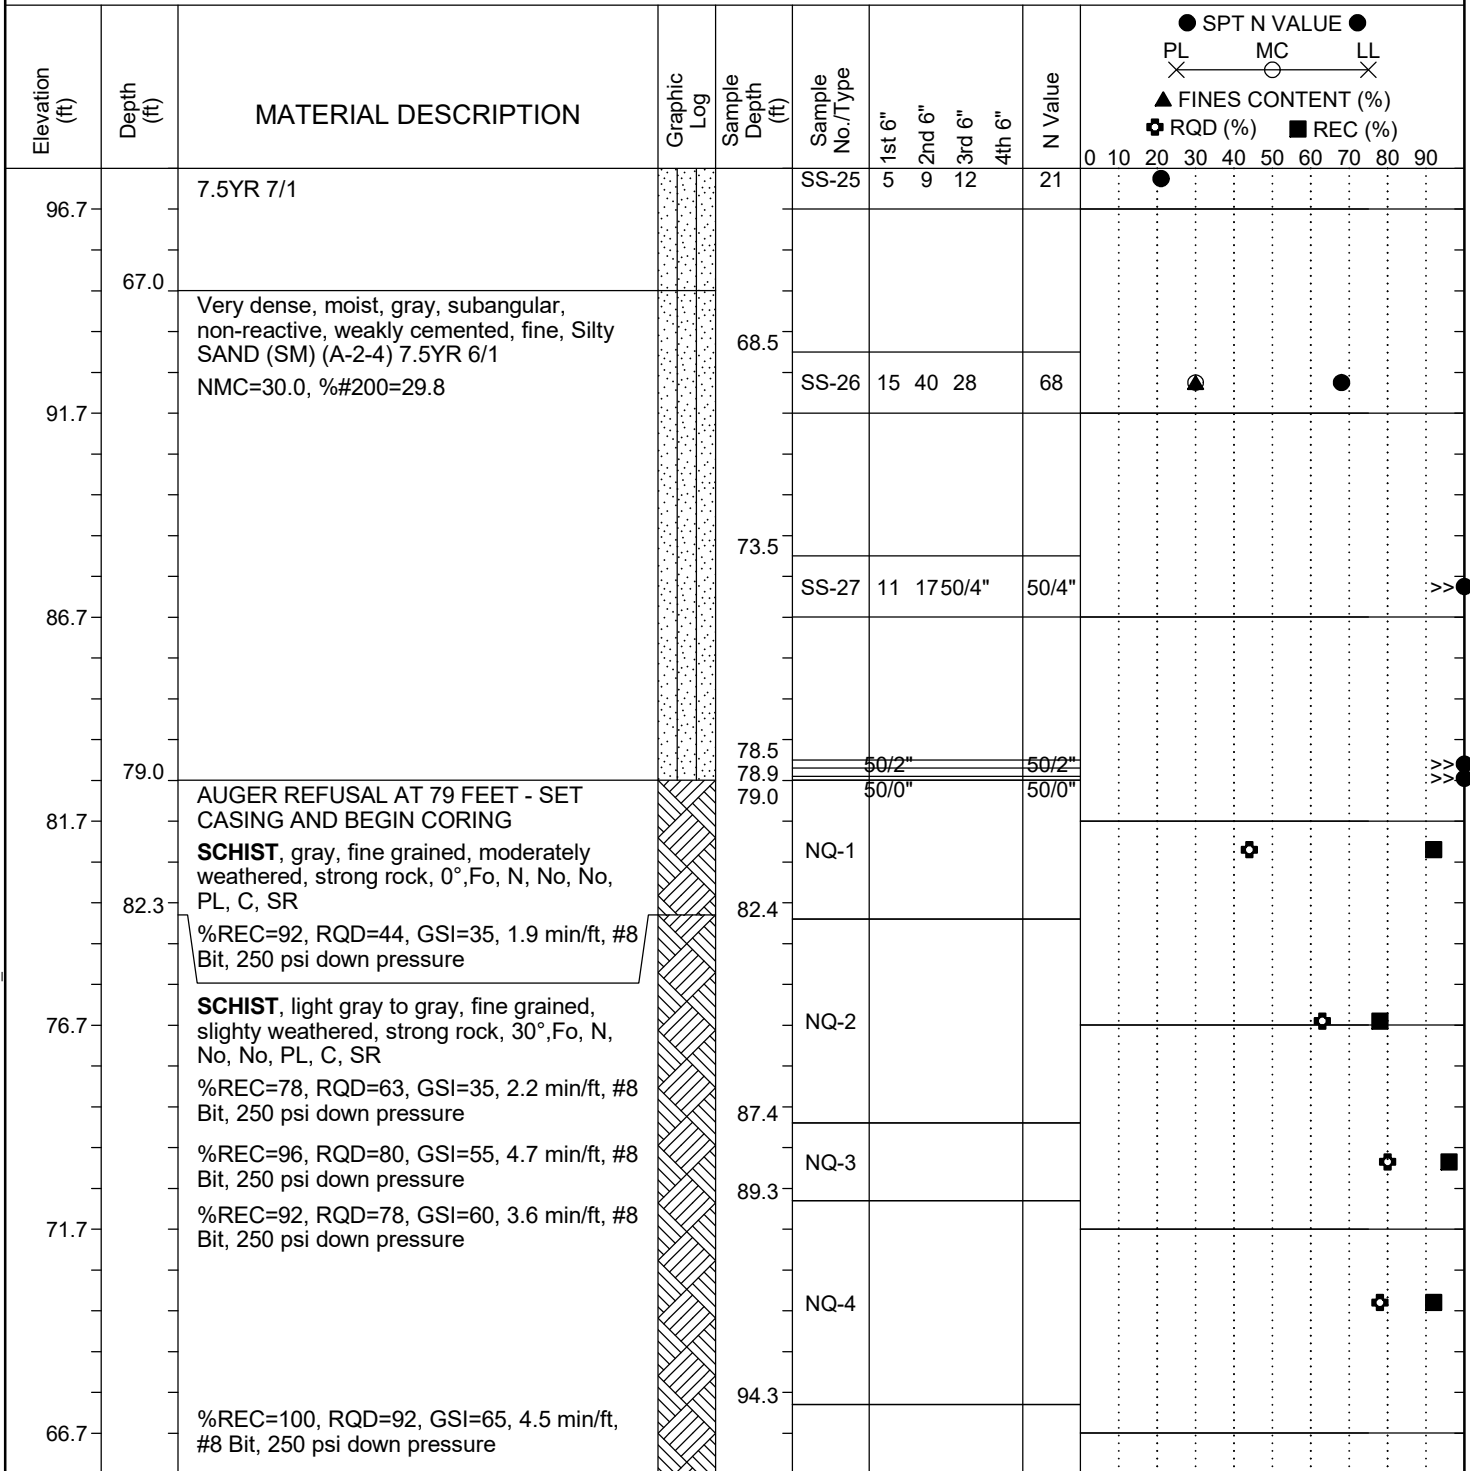 Elevation
(ft)
Depth
(ft)
MATERIAL DESCRIPTION
Graphic
Log
Sample
Depth
(ft)
Sample
No./Type
1st 6"
2nd 6"
3rd 6"
4th 6"
N Value
SPT N VALUE
PL MC LL
FINES CONTENT (%)
RQD (%) REC (%)
0 10 20 30 40 50 60 70 80 90
7.5YR 7/1
SS-25 5 9 12 21
96.7
67.0
Very dense, moist, gray, subangular,
non-reactive, weakly cemented, fine, Silty
SAND (SM) (A-2-4) 7.5YR 6/1
NMC=30.0, %#200=29.8
68.5
SS-26 15 40 28 68
91.7
73.5
SS-27 11 17 50/4" 50/4"
>>
86.7
78.5
50/2" 50/2"
>>
78.9
>>
79.0
79.0
50/0" 50/0"
AUGER REFUSAL AT 79 FEET - SET
CASING AND BEGIN CORING
81.7
SCHIST, gray, fine grained, moderately
weathered, strong rock, 0°,Fo, N, No, No,
PL, C, SR
NQ-1
82.3
82.4
%REC=92, RQD=44, GSI=35, 1.9 min/ft, #8
Bit, 250 psi down pressure
SCHIST, light gray to gray, fine grained,
slighty weathered, strong rock, 30°,Fo, N,
No, No, PL, C, SR
76.7
NQ-2
%REC=78, RQD=63, GSI=35, 2.2 min/ft, #8
Bit, 250 psi down pressure
87.4
%REC=96, RQD=80, GSI=55, 4.7 min/ft, #8
Bit, 250 psi down pressure
NQ-3
89.3
%REC=92, RQD=78, GSI=60, 3.6 min/ft, #8
Bit, 250 psi down pressure
71.7
NQ-4
94.3
%REC=100, RQD=92, GSI=65, 4.5 min/ft,
#8 Bit, 250 psi down pressure
66.7